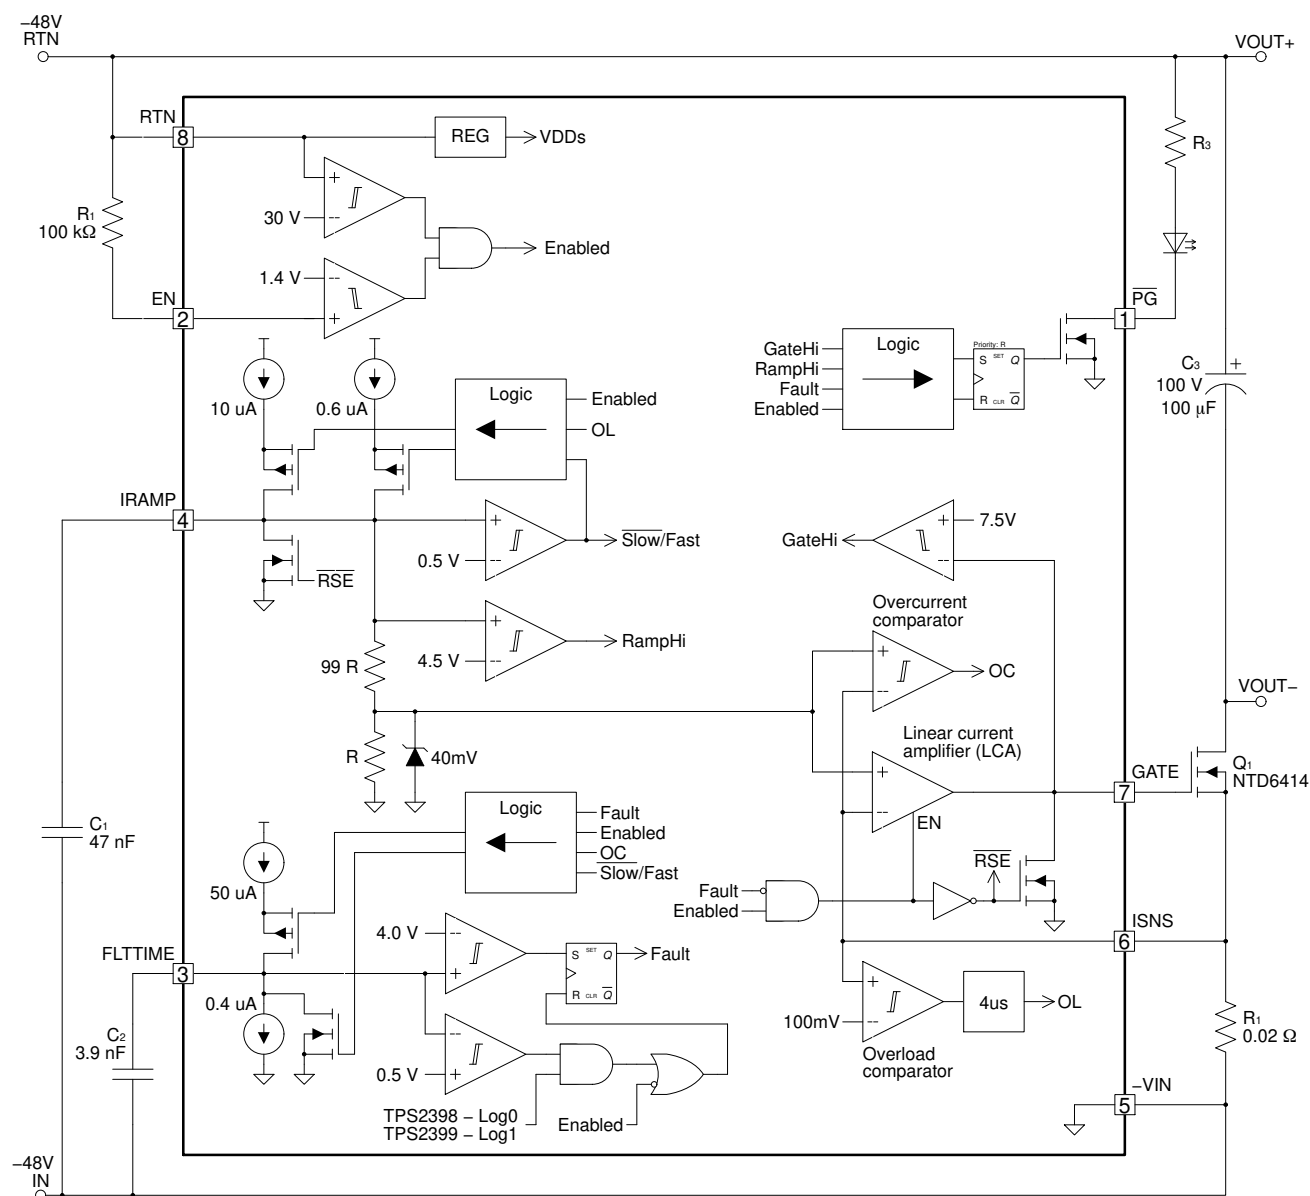 −48V
RTN
VOUT+
RTN
8
REG
VDDs
R3
+
30 V
--
R1
100 kΩ
Enabled
1.4 V
--
EN
2
+
PG
1
GateHi
RampHi
Fault
Enabled
Logic
Priority: R
S
SET
Q
R
CLR
Q
C3
100 V
100 µF
+
10 uA
0.6 uA
Logic
Enabled
OL
IRAMP
4
+
0.5 V
--
Slow/Fast
RSE
GateHi
+
7.5V
--
+
4.5 V
--
RampHi
99 R
Overcurrent
comparator
+
--
OC
VOUT−
R
40mV
Linear current
amplifier (LCA)
+
--
EN
GATE
7
Q1
NTD6414
Logic
Fault
Enabled
OC
Slow/Fast
C1
47 nF
50 uA
Fault
Enabled
RSE
ISNS
6
4.0 V
--
+
S
SET
Q
R
CLR
Q
Fault
FLTTIME
3
0.4 uA
C2
3.9 nF
--
0.5 V
+
+
100mV
--
4us
OL
Overload
comparator
R1
0.02 Ω
TPS2398 − Log0
TPS2399 − Log1
Enabled
-VIN
5
−48V
IN